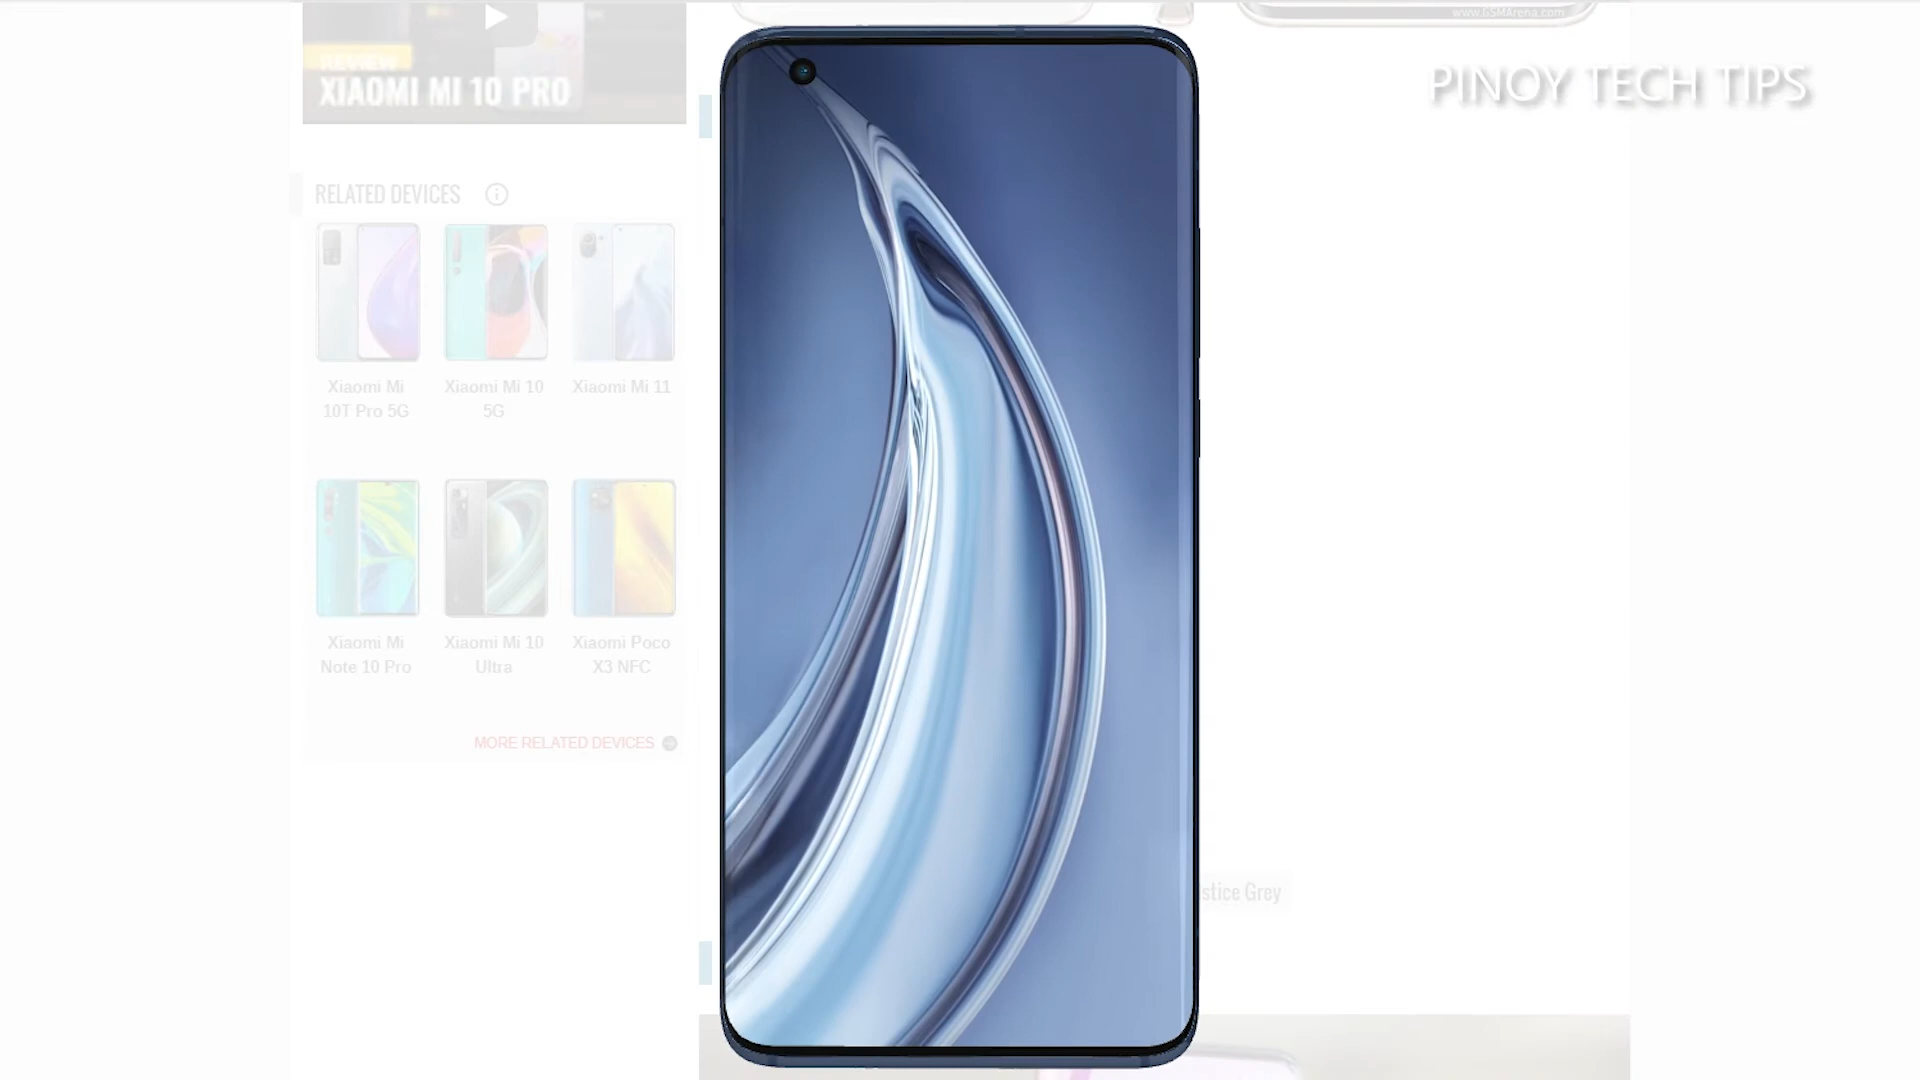 www.GSMArena.com
PINOY TECH TIPS
REVIEW
XIAOMI MI 10 PRO
RELATED DEVICES
Xiaomi Mi
10T Pro 5G
Xiaomi Mi 10
5G
Xiaomi Mi 11
Xiaomi Mi
Note 10 Pro
Xiaomi Mi 10
Ultra
Xiaomi Poco
X3 NFC
MORE RELATED DEVICES
stice Grey